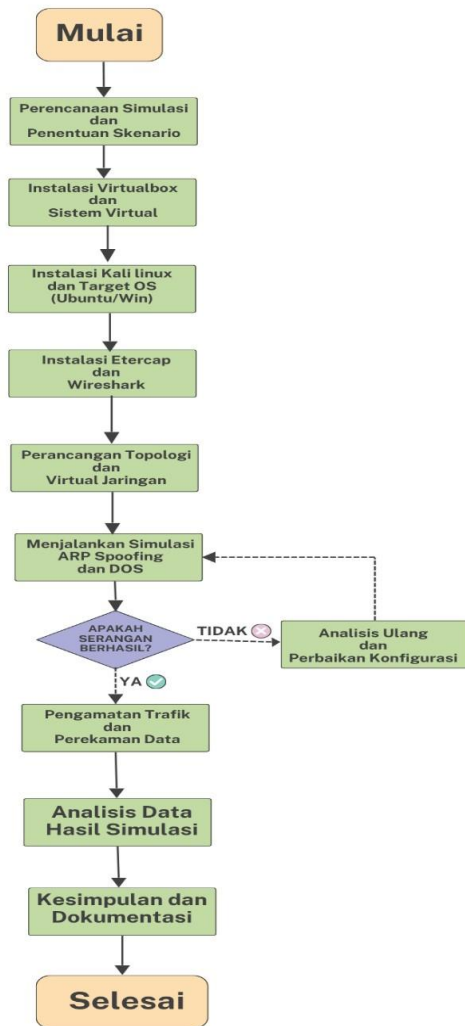 Mulai
Perencanaan Simulasi
dan
Penentuan Skenario
Instalasi Virtualbox
dan
Sistem Virtual
Instalasi Kali linux
dan Target OS
(Ubuntu/Win)
Instalasi Etercap
dan
Wireshark
Perancangan Topologi
dan
Virtual Jaringan
Menjalankan Simulasi
ARP Spoofing
dan DOS
APAKAH
SERANGAN
BERHASIL?
TIDAK
Analisis Ulang
dan
Perbaikan Konfigurasi
YA
Pengamatan Trafik
dan
Perekaman Data
Analisis Data
Hasil Simulasi
Kesimpulan dan
Dokumentasi
Selesai